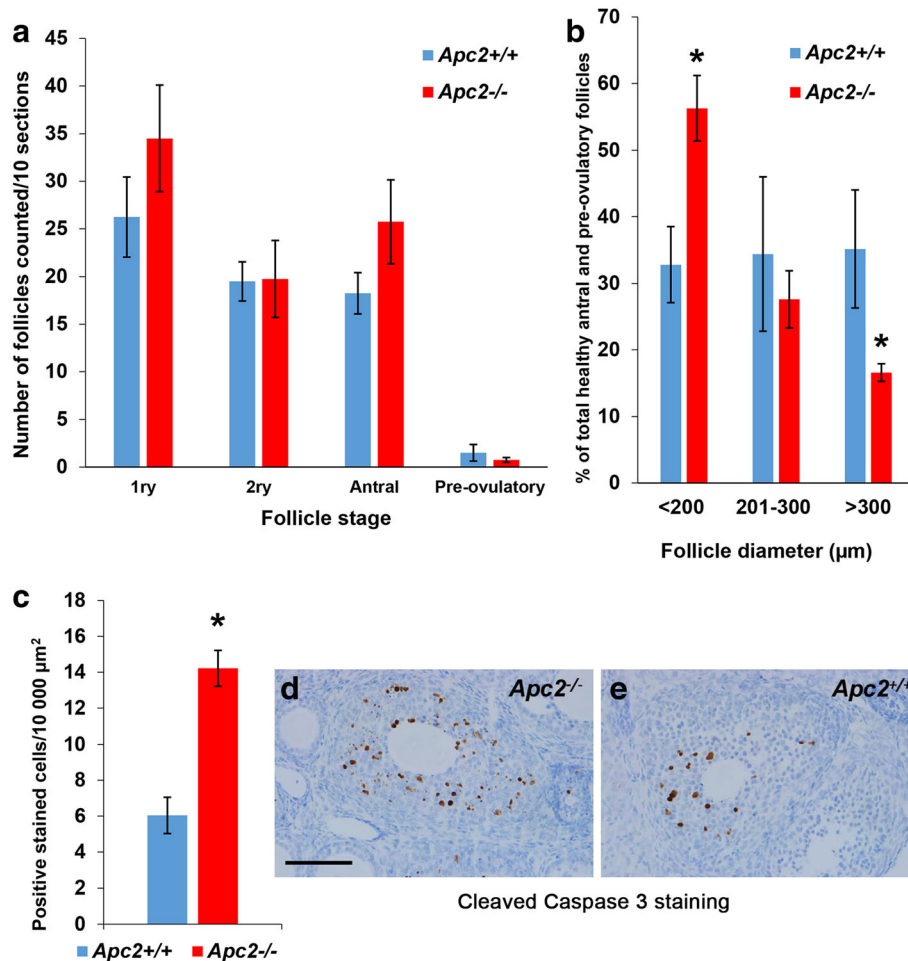 a
Number of follicles counted/10 sections
45
40
35
30
25
20
15
10
5
0
Apc2+/+
Apc2-/-
1ry 2ry Antral Pre-ovulatory
Follicle stage
b
% of total healthy antral and pre-ovulatory follicles
70
60
50
40
30
20
10
0
Apc2+/+
Apc2-/-
*
*
<200 201-300 >300
Follicle diameter (µm)
c
Positive stained cells/10 000 µm²
18
16
14
12
10
8
6
4
2
0
*
Apc2+/+ Apc2-/-
d
Apc2-/-
e
Apc2+/+
Cleaved Caspase 3 staining